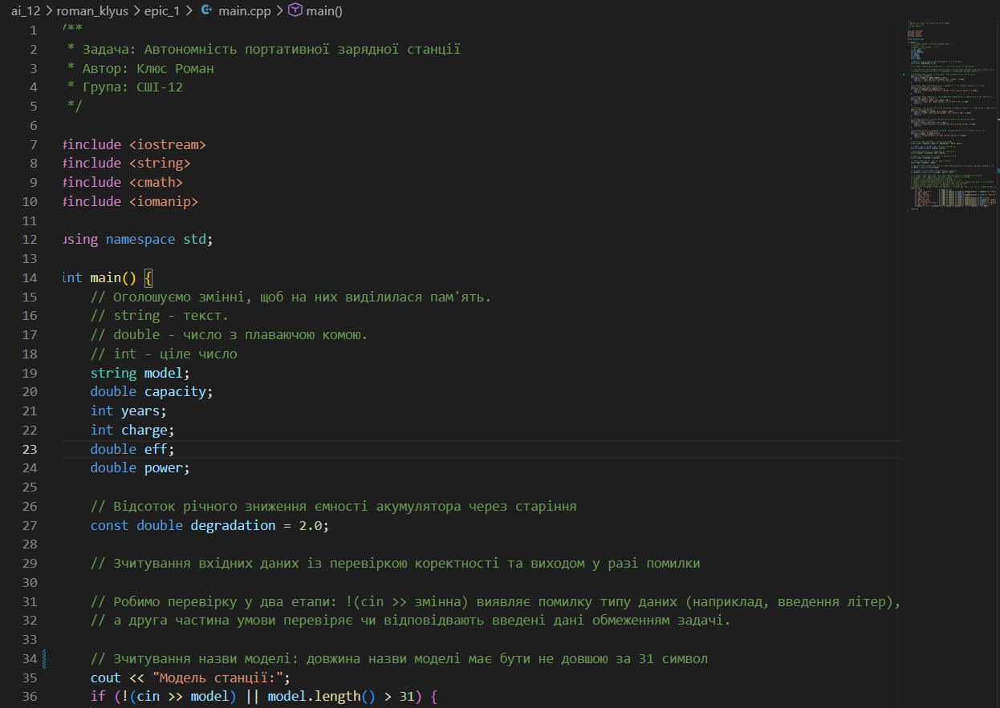 ai_12 > roman_klyus > epic_1 > main.cpp > main()
1 /**
2 * Задача: Автономність портативної зарядної станції
3 * Автор: Клюс Роман
4 * Група: СШІ-12
5 */
6
7 #include <iostream>
8 #include <string>
9 #include <cmath>
10 #include <iomanip>
11
12 using namespace std;
13
14 int main() {
15 // Оголошуємо змінні, щоб на них виділилася пам'ять.
16 // string - текст.
17 // double - число з плаваючою комою.
18 // int - ціле число
19 string model;
20 double capacity;
21 int years;
22 int charge;
23 double eff;
24 double power;
25
26 // Відсоток річного зниження ємності акумулятора через старіння
27 const double degradation = 2.0;
28
29 // Зчитування вхідних даних із перевіркою коректності та виходом у разі помилки
30
31 // Робимо перевірку у два етапи: !(cin >> змінна) виявляє помилку типу даних (наприклад, введення літер),
32 // а друга частина умови перевіряє чи відповідвають введені дані обмеженням задачі.
33
34 // Зчитування назви моделі: довжина назви моделі має бути не довшою за 31 символ
35 cout << "Модель станції:";
36 if (!(cin >> model) || model.length() > 31) {